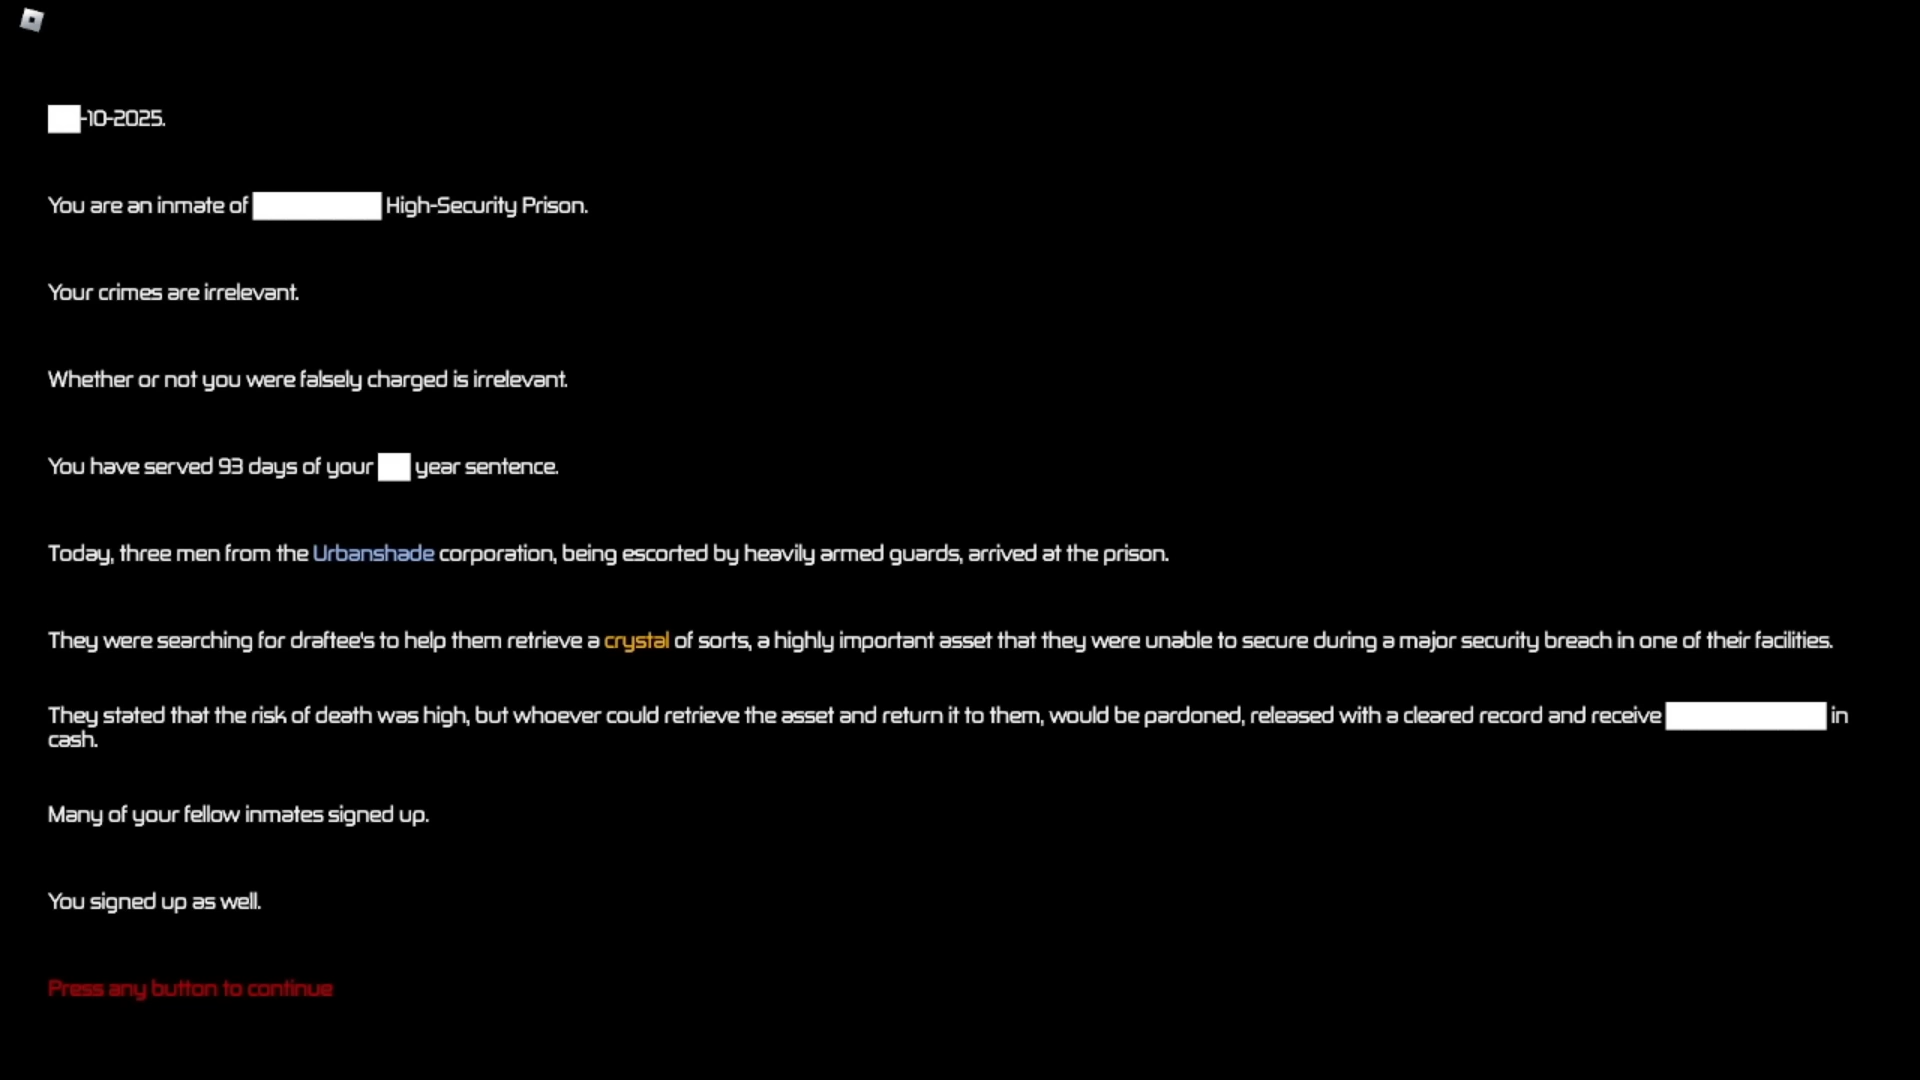 -10-2025.
You are an inmate of High-Security Prison.
Your crimes are irrelevant.
Whether or not you were falsely charged is irrelevant.
You have served 93 days of your year sentence.
Today, three men from the Urbanshade corporation, being escorted by heavily armed guards, arrived at the prison.
They were searching for draftee's to help them retrieve a crystal of sorts, a highly important asset that they were unable to secure during a major security breach in one of their facilities.
They stated that the risk of death was high, but whoever could retrieve the asset and return it to them, would be pardoned, released with a cleared record and receive in
cash.
Many of your fellow inmates signed up.
You signed up as well.
Press any button to continue